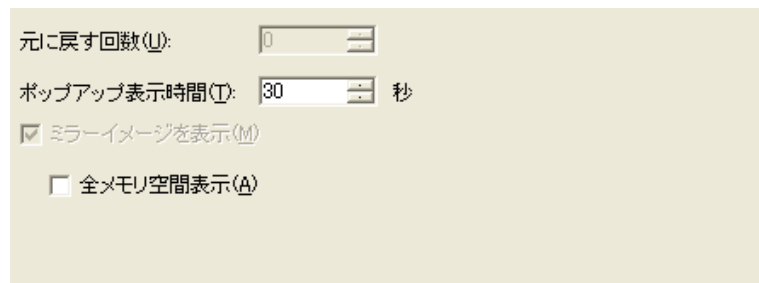 元に戻す回数(U): 0
ポップアップ表示時間(T): 30 秒
ミラーイメージを表示(M)
全メモリ空間表示(A)